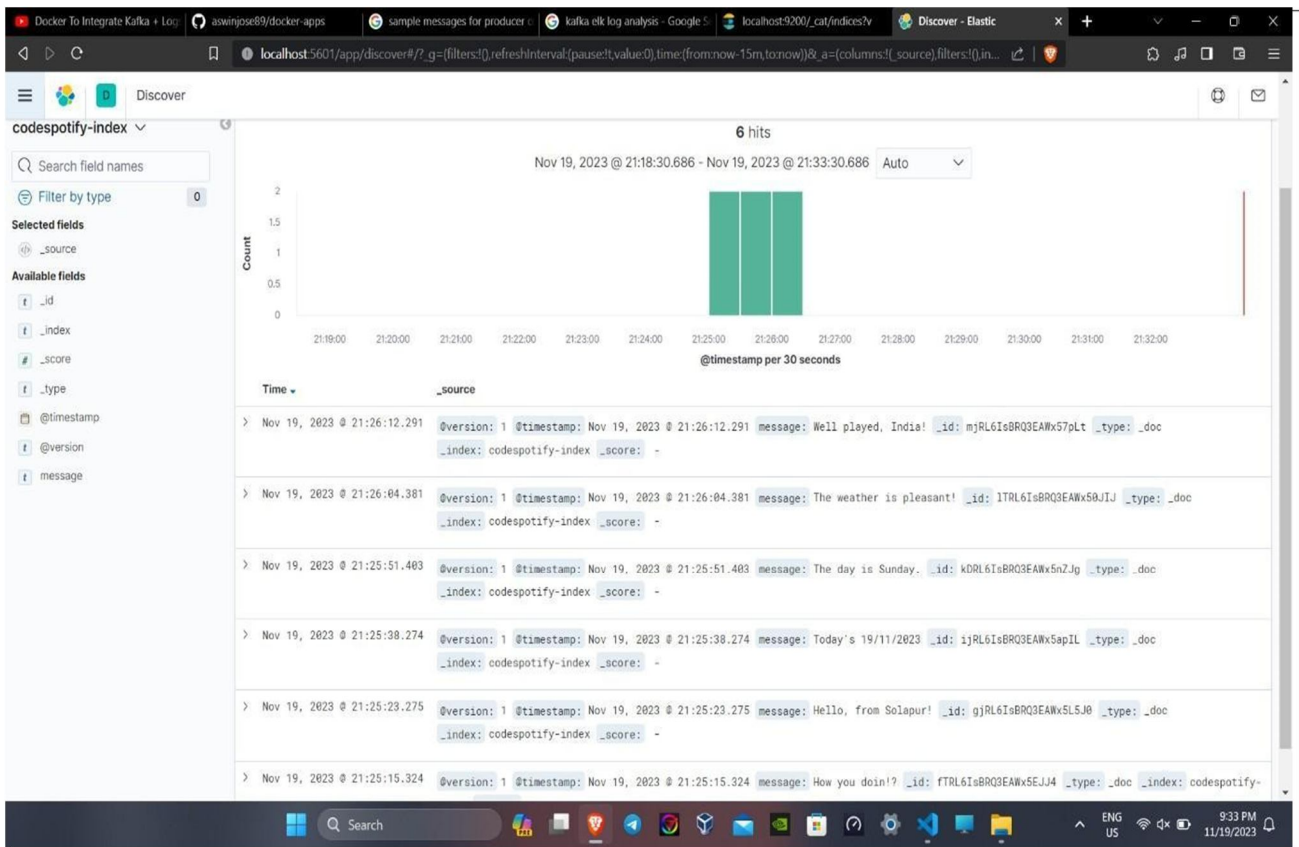 Docker To Integrate Kafka + Log
aswinjose89/docker-apps
sample messages for producer c
kafka elk log analysis - Google S
localhost:9200/_cat/indices?v
Discover - Elastic
localhost:5601/app/discover#/?_g=(filters:!(),refreshInterval:(pause:!t,value:0),time:(from:now-15m,to:now))&_a=(columns:!(_source),filters:!(),in...
D
Discover
codespotify-index
Search field names
Filter by type 0
Selected fields
_source
Available fields
t _id
t _index
# _score
t _type
@timestamp
t @version
t message
6 hits
Nov 19, 2023 @ 21:18:30.686 - Nov 19, 2023 @ 21:33:30.686 Auto
Count
2
1.5
1
0.5
0
21:19:00 21:20:00 21:21:00 21:22:00 21:23:00 21:24:00 21:25:00 21:26:00 21:27:00 21:28:00 21:29:00 21:30:00 21:31:00 21:32:00
@timestamp per 30 seconds
Time _source
Nov 19, 2023 @ 21:26:12.291 @version: 1 @timestamp: Nov 19, 2023 @ 21:26:12.291 message: Well played, India! _id: mjRL6IsBRQ3EAWx57pLt _type: _doc
_index: codespotify-index _score: -
Nov 19, 2023 @ 21:26:04.381 @version: 1 @timestamp: Nov 19, 2023 @ 21:26:04.381 message: The weather is pleasant! _id: lTRL6IsBRQ3EAWx50JIJ _type: _doc
_index: codespotify-index _score: -
Nov 19, 2023 @ 21:25:51.403 @version: 1 @timestamp: Nov 19, 2023 @ 21:25:51.403 message: The day is Sunday. _id: kDRL6IsBRQ3EAWx5nZJg _type: _doc
_index: codespotify-index _score: -
Nov 19, 2023 @ 21:25:38.274 @version: 1 @timestamp: Nov 19, 2023 @ 21:25:38.274 message: Today's 19/11/2023 _id: ijRL6IsBRQ3EAWx5apIL _type: _doc
_index: codespotify-index _score: -
Nov 19, 2023 @ 21:25:23.275 @version: 1 @timestamp: Nov 19, 2023 @ 21:25:23.275 message: Hello, from Solapur! _id: gjRL6IsBRQ3EAWx5L5J0 _type: _doc
_index: codespotify-index _score: -
Nov 19, 2023 @ 21:25:15.324 @version: 1 @timestamp: Nov 19, 2023 @ 21:25:15.324 message: How you doin!? _id: fTRL6IsBRQ3EAWx5EJJ4 _type: _doc _index: codespotify-
Search
PRE
ENG
US
9:33 PM
11/19/2023